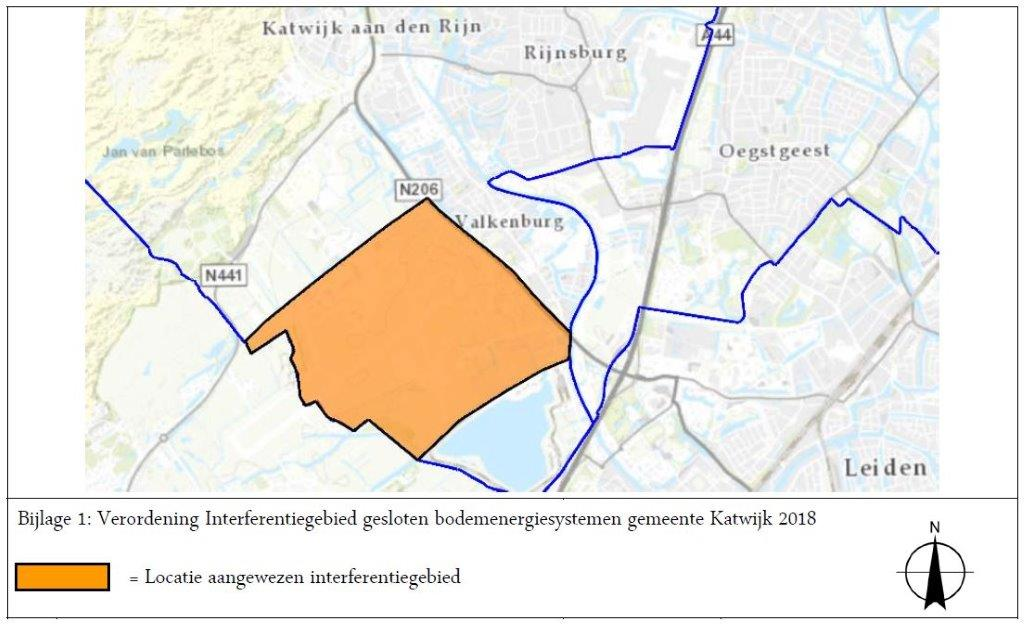 Katwijk aan den Rijn
A44
Rijnsburg
Jan van Parlebos
Oegstgeest
N206
Valkenburg
N441
Leiden
Bijlage 1: Verordening Interferentiegebied gesloten bodemenergiesystemen gemeente Katwijk 2018
N
= Locatie aangewezen interferentiegebied